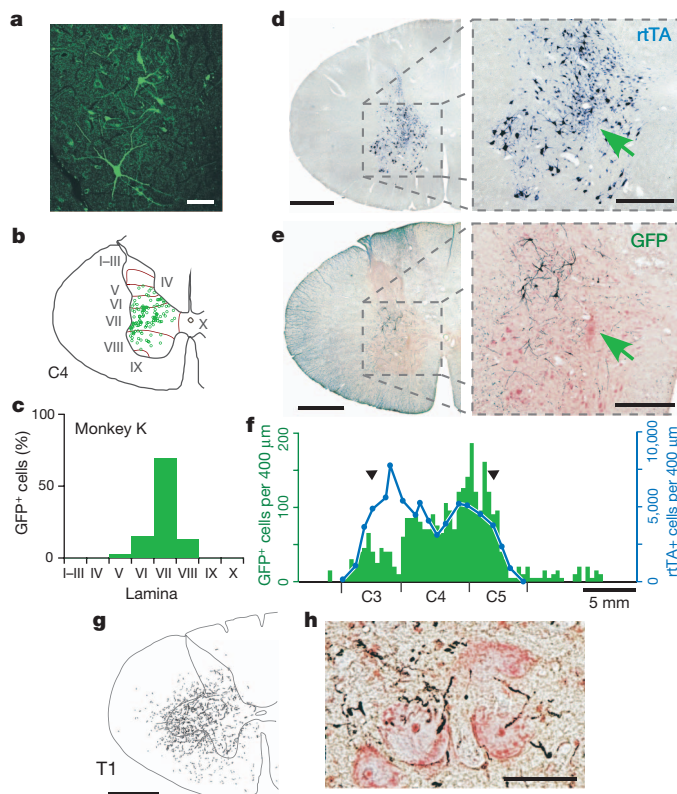 a
b
I–III
IV
V
VI
VII
VIII
IX
X
C4
c
Monkey K
GFP⁺ cells (%)
100
50
0
I–III IV V VI VII VIII IX X
Lamina
d
rtTA
e
GFP
f
GFP⁺ cells per 400 μm
200
100
0
rtTA+ cells per 400 μm
10,000
5,000
0
C3 C4 C5
5 mm
g
T1
h